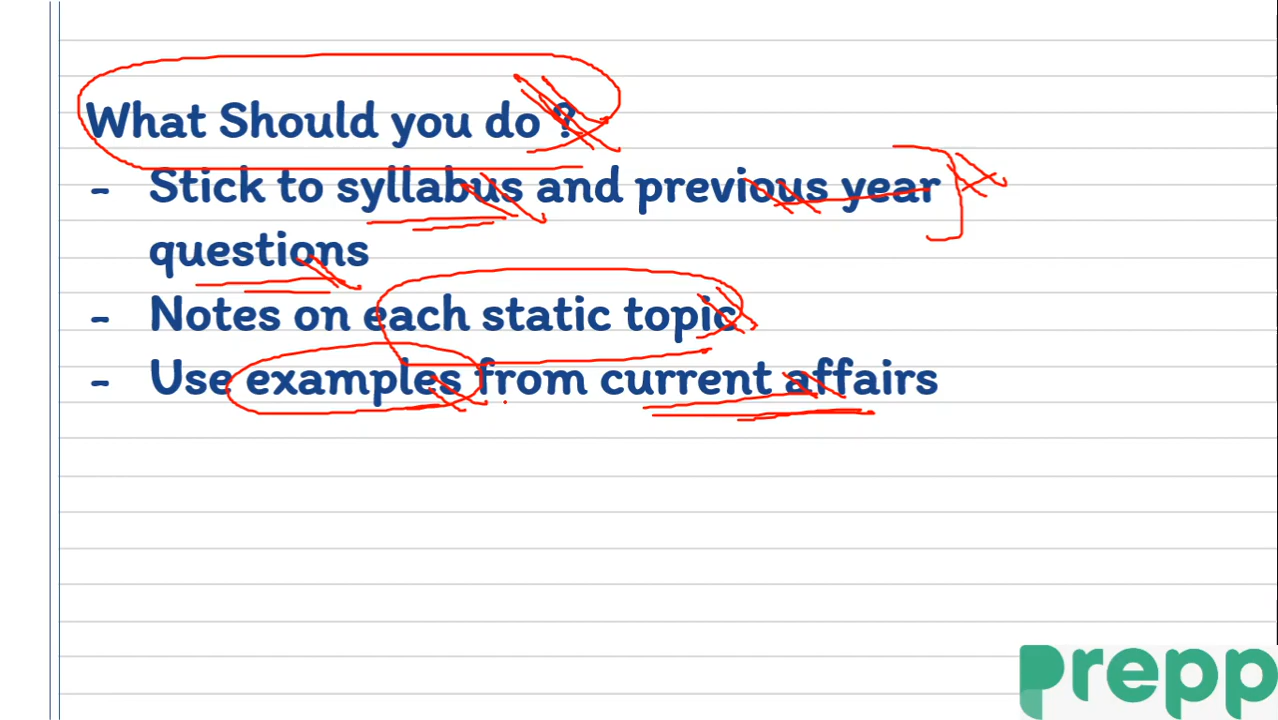 What Should you do ?
- Stick to syllabus and previous year
questions
- Notes on each static topic
- Use examples from current affairs
prepp